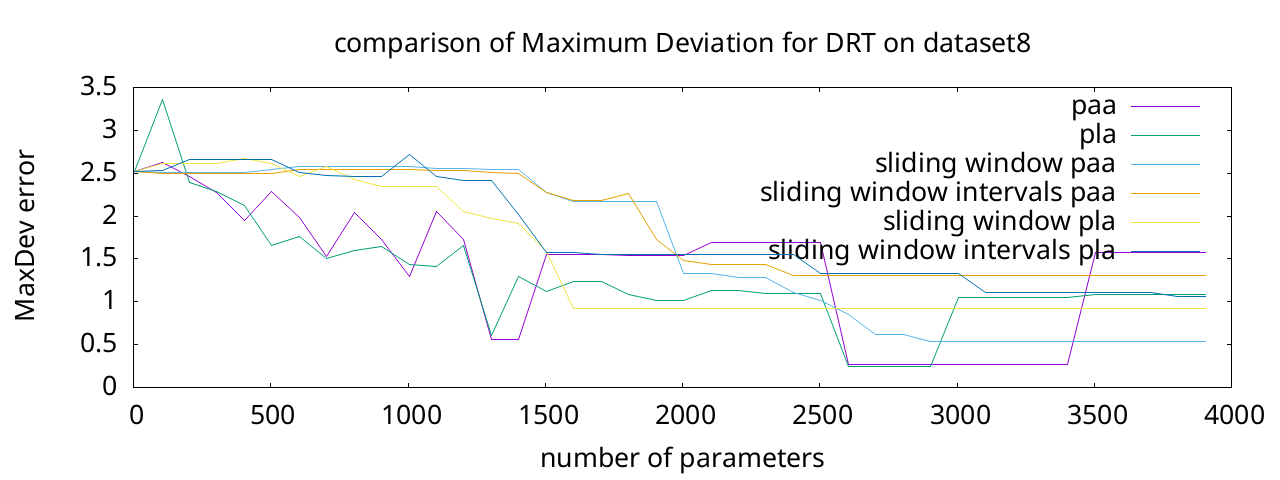 comparison of Maximum Deviation for DRT on dataset8
MaxDev error
3.5
3
2.5
2
1.5
1
0.5
0
paa
pla
sliding window paa
sliding window intervals paa
sliding window pla
sliding window intervals pla
0 500 1000 1500 2000 2500 3000 3500 4000
number of parameters